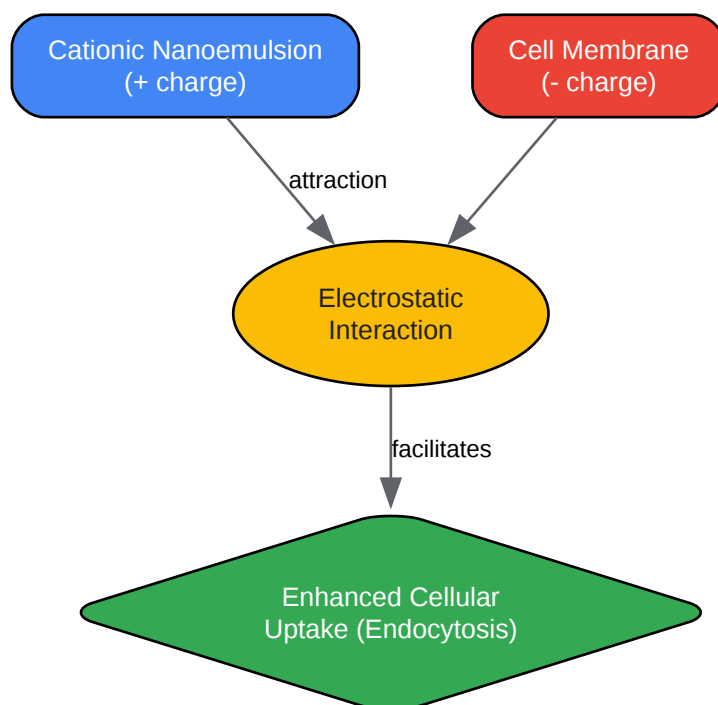 Cationic Nanoemulsion
(+ charge)
Cell Membrane
(- charge)
attraction
Electrostatic
Interaction
facilitates
Enhanced Cellular
Uptake (Endocytosis)